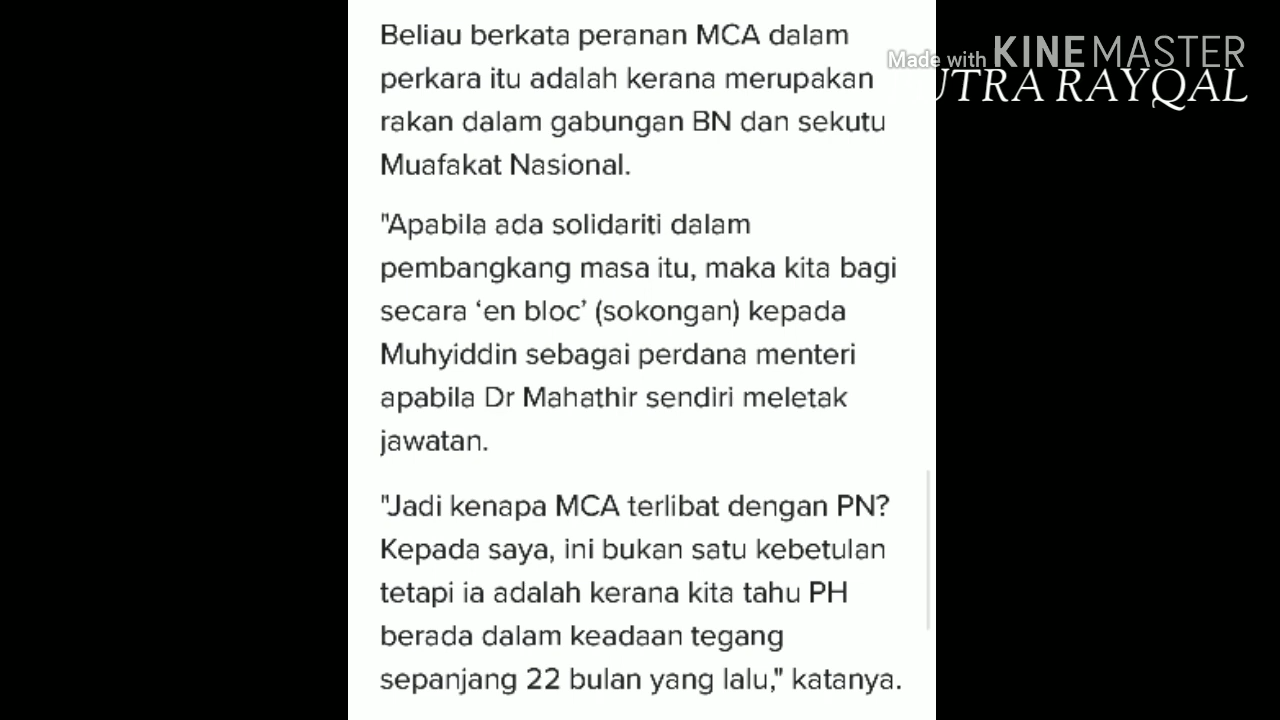 Beliau berkata peranan MCA dalam
perkara itu adalah kerana merupakan
rakan dalam gabungan BN dan sekutu
Muafakat Nasional.
"Apabila ada solidariti dalam
pembangkang masa itu, maka kita bagi
secara ‘en bloc’ (sokongan) kepada
Muhyiddin sebagai perdana menteri
apabila Dr Mahathir sendiri meletak
jawatan.
"Jadi kenapa MCA terlibat dengan PN?
Kepada saya, ini bukan satu kebetulan
tetapi ia adalah kerana kita tahu PH
berada dalam keadaan tegang
sepanjang 22 bulan yang lalu," katanya.
Made with KINEMASTER
UTRA RAYQAL